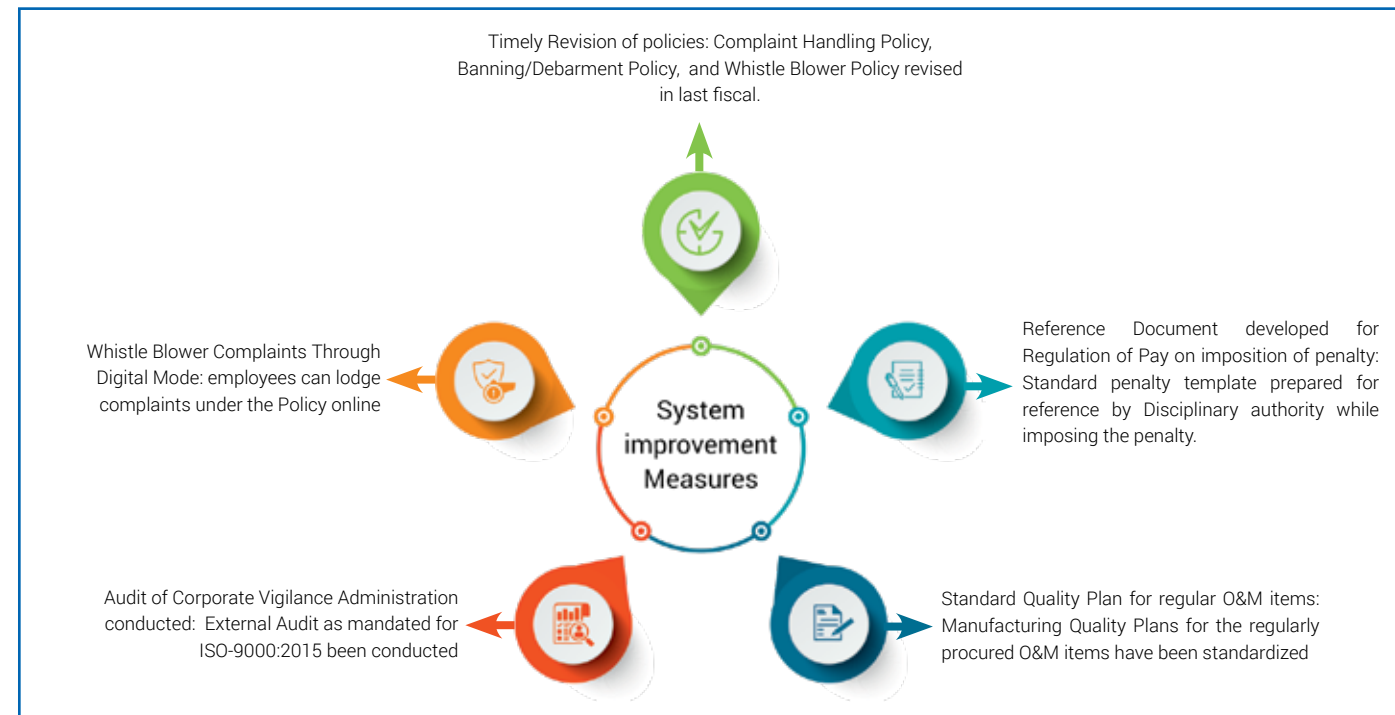 Timely Revision of policies: Complaint Handling Policy,
Banning/Debarment Policy, and Whistle Blower Policy revised
in last fiscal.
Whistle Blower Complaints Through
Digital Mode: employees can lodge
complaints under the Policy online
System
improvement
Measures
Reference Document developed for
Regulation of Pay on imposition of penalty:
Standard penalty template prepared for
reference by Disciplinary authority while
imposing the penalty.
Audit of Corporate Vigilance Administration
conducted: External Audit as mandated for
ISO-9000:2015 been conducted
Standard Quality Plan for regular O&M items:
Manufacturing Quality Plans for the regularly
procured O&M items have been standardized